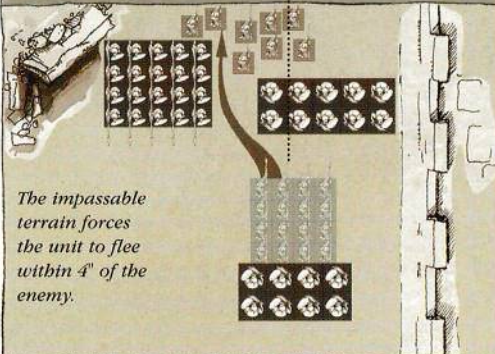 The impassable
terrain forces
the unit to flee
within 4" of the
enemy.